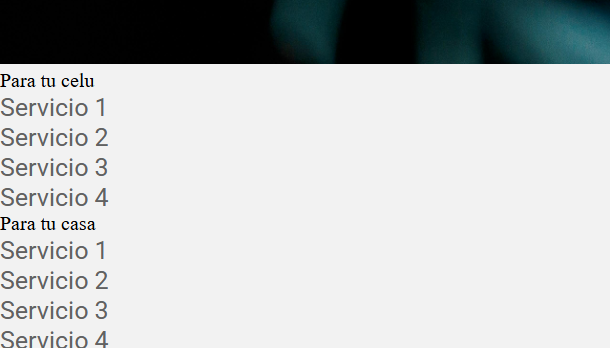 Para tu celu
Servicio 1
Servicio 2
Servicio 3
Servicio 4
Para tu casa
Servicio 1
Servicio 2
Servicio 3
Servicio 4